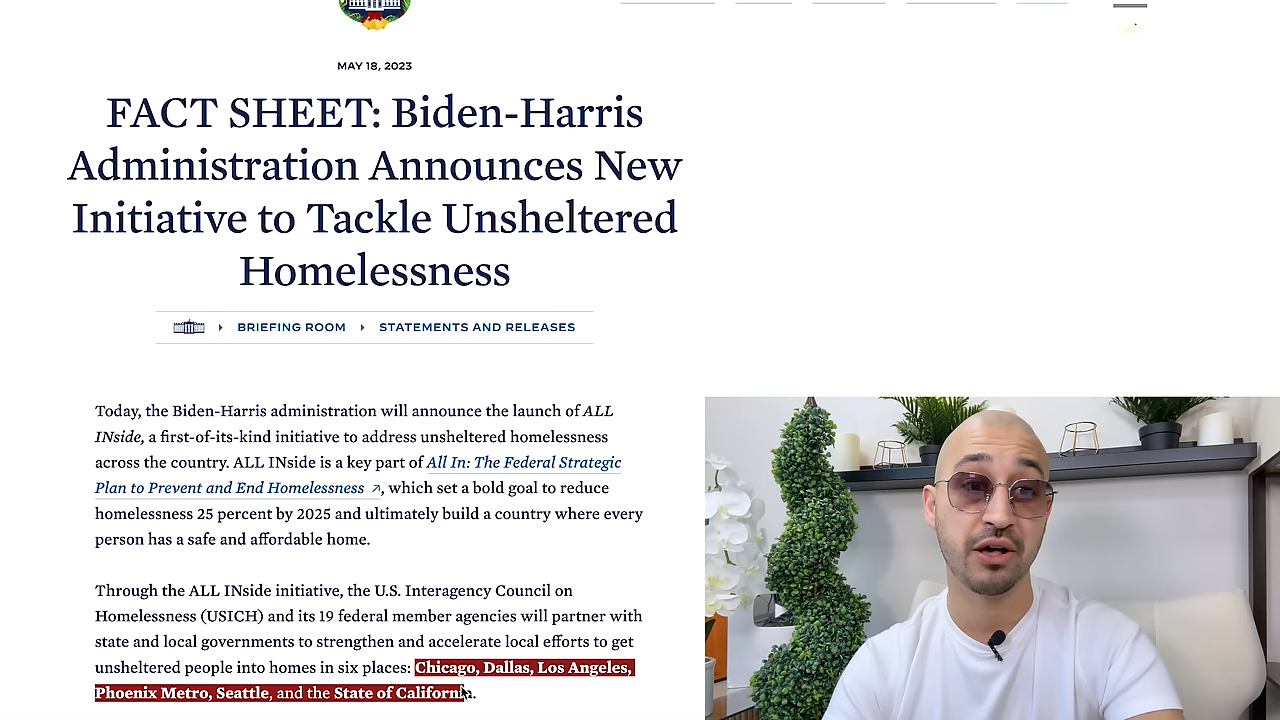 MAY 18, 2023
FACT SHEET: Biden-Harris
Administration Announces New
Initiative to Tackle Unsheltered
Homelessness
BRIEFING ROOM
STATEMENTS AND RELEASES
Today, the Biden-Harris administration will announce the launch of ALL
INside, a first-of-its-kind initiative to address unsheltered homelessness
across the country. ALL INside is a key part of All In: The Federal Strategic
Plan to Prevent and End Homelessness ↗, which set a bold goal to reduce
homelessness 25 percent by 2025 and ultimately build a country where every
person has a safe and affordable home.
Through the ALL INside initiative, the U.S. Interagency Council on
Homelessness (USICH) and its 19 federal member agencies will partner with
state and local governments to strengthen and accelerate local efforts to get
unsheltered people into homes in six places: Chicago, Dallas, Los Angeles,
Phoenix Metro, Seattle, and the State of California.